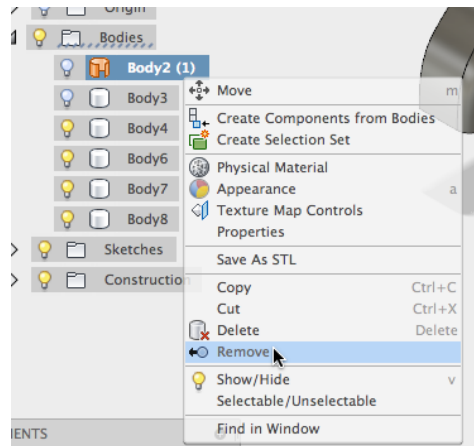 Origin
Bodies
Body2 (1)
Body3
Body4
Body6
Body7
Body8
Sketches
Construction
Move m
Create Components from Bodies
Create Selection Set
Physical Material
Appearance a
Texture Map Controls
Properties
Save As STL
Copy Ctrl+C
Cut Ctrl+X
Delete Delete
Remove
Show/Hide v
Selectable/Unselectable
Find in Window
ENTS